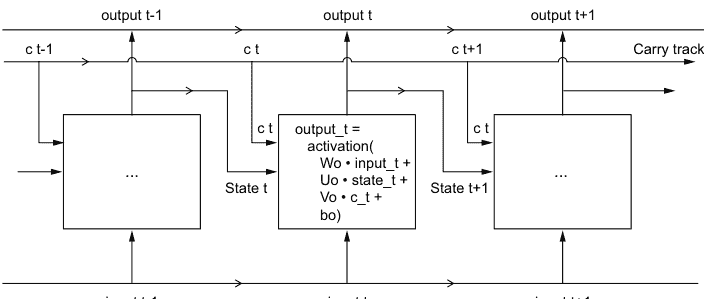 output t-1
output t
output t+1
c t-1
c t
c t+1
Carry track
c t
c t
output_t =
activation(
Wo • input_t +
Uo • state_t +
Vo • c_t +
bo)
...
...
State t
State t+1